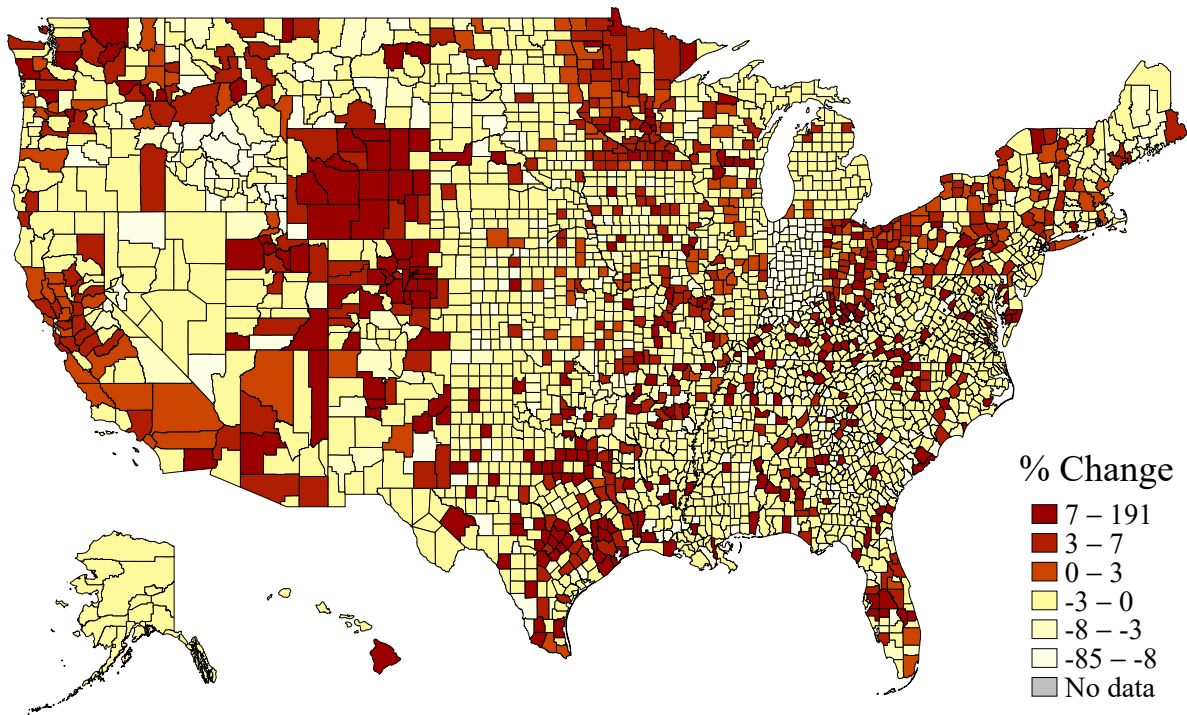 % Change
7 – 191
3 – 7
0 – 3
-3 – 0
-8 – -3
-85 – -8
No data